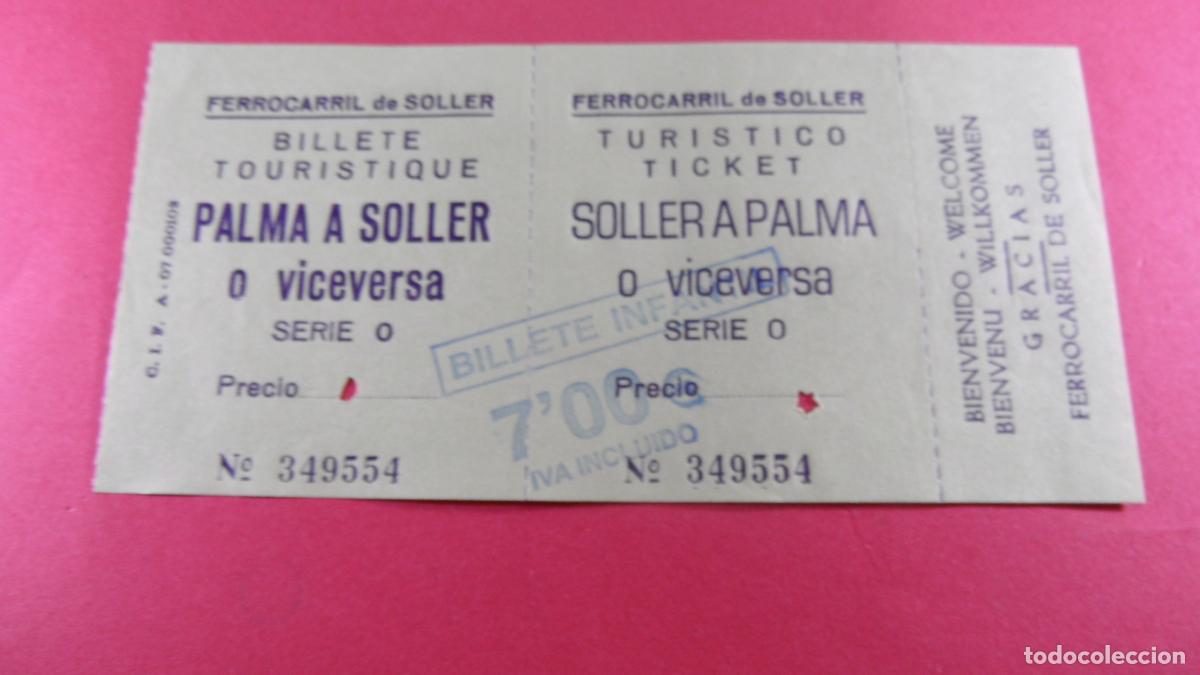 FERROCARRIL de SOLLER
BILLETE
TOURISTIQUE
PALMA A SOLLER
O viceversa
SERIE O
Precio
Nº 349554
C. I. F. A - 07 000108
FERROCARRIL de SOLLER
TURISTICO
TICKET
SOLLER A PALMA
O viceversa
SERIE O
Precio
Nº 349554
BILLETE INFANTIL
7'00 €
IVA INCLUIDO
BIENVENIDO - WELCOME
BIENVENU - WILLKOMMEN
GRACIAS
FERROCARRIL DE SOLLER
todocoleccion